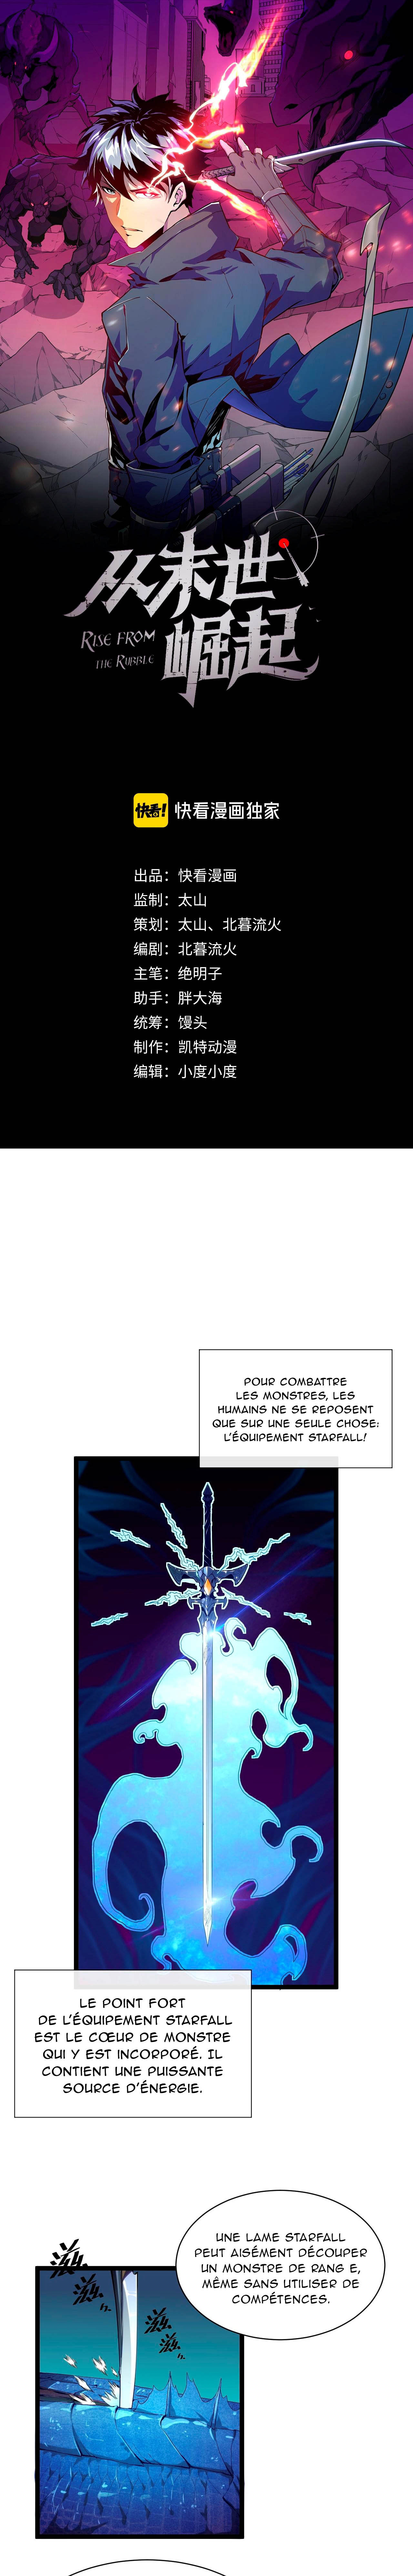 从末世
崛起
RISE FROM
THE RUBBLE
快看!
快看漫画独家
出品：快看漫画
监制：太山
策划：太山、北暮流火
编剧：北暮流火
主笔：绝明子
助手：胖大海
统筹：馒头
制作：凯特动漫
编辑：小度小度
POUR COMBATTRE
LES MONSTRES, LES
HUMAINS NE SE REPOSENT
QUE SUR UNE SEULE CHOSE:
L'ÉQUIPEMENT STARFALL!
LE POINT FORT
DE L'ÉQUIPEMENT STARFALL
EST LE CŒUR DE MONSTRE
QUI Y EST INCORPORÉ. IL
CONTIENT UNE PUISSANTE
SOURCE D'ÉNERGIE.
UNE LAME STARFALL
PEUT AISÉMENT DÉCOUPER
UN MONSTRE DE RANG E,
MÊME SANS UTILISER DE
COMPÉTENCES.